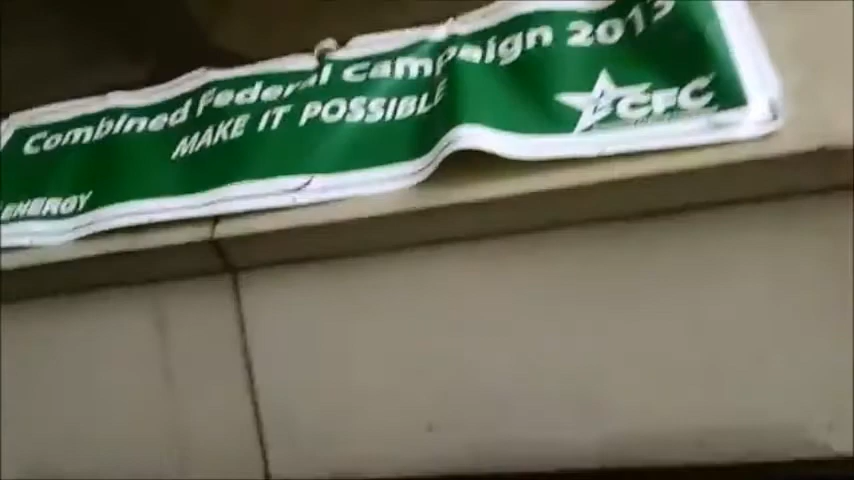 Combined Federal Campaign 2013
MAKE IT POSSIBLE
CFC
ENERGY